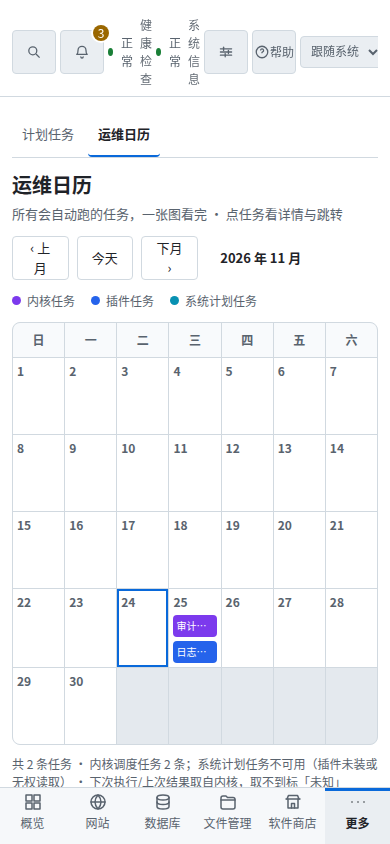 3
正常
健康检查
正常
系统信息
帮助
跟随系统
计划任务
运维日历
运维日历
所有会自动跑的任务，一张图看完 · 点任务看详情与跳转
‹ 上月
今天
下月 ›
2026 年 11 月
内核任务
插件任务
系统计划任务
日 一 二 三 四 五 六
1 2 3 4 5 6 7
8 9 10 11 12 13 14
15 16 17 18 19 20 21
22 23 24 25 26 27 28
审计…
日志…
29 30
共 2 条任务 · 内核调度任务 2 条；系统计划任务不可用（插件未装或
无权读取） · 下次执行/上次结果取自内核，取不到标「未知」
概览
网站
数据库
文件管理
软件商店
更多